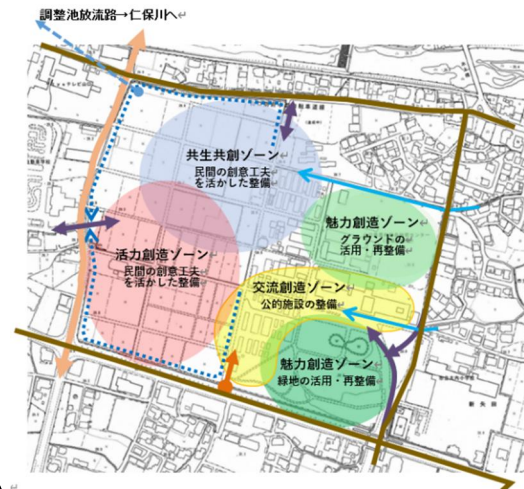 調整池放流路→仁保川へ
共生共創ゾーン
民間の創意工夫
を活かした整備
魅力創造ゾーン
グラウンドの
活用・再整備
活力創造ゾーン
民間の創意工夫
を活かした整備
交流創造ゾーン
公的施設の整備
魅力創造ゾーン
緑地の活用・再整備